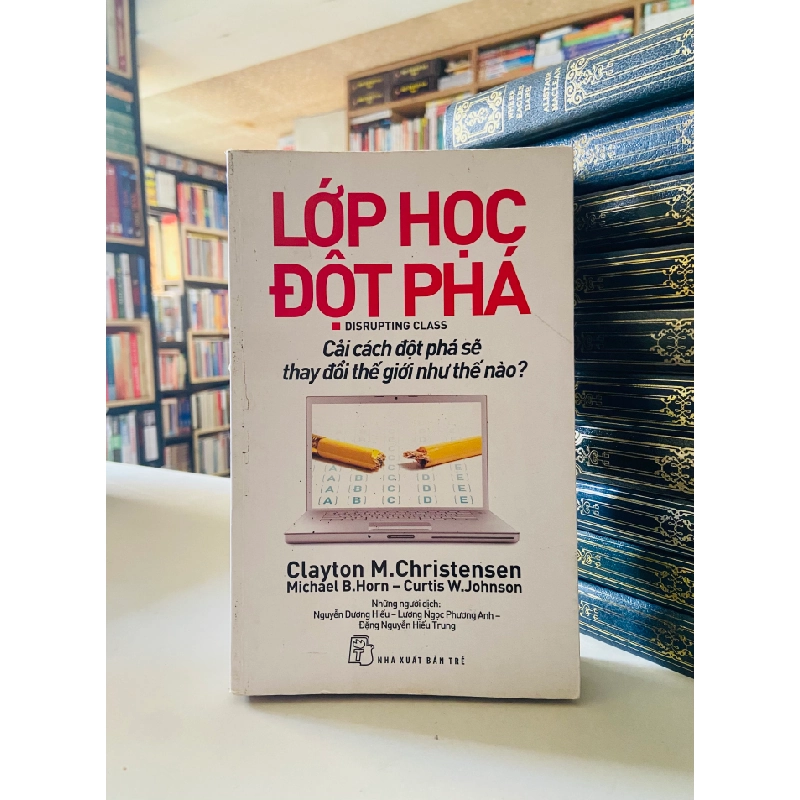 LỚP HỌC
ĐỘT PHÁ
DISRUPTING CLASS
Cải cách đột phá sẽ
thay đổi thế giới như thế nào?
(A) (B) (C) (D) (E)
Clayton M.Christensen
Michael B.Horn – Curtis W.Johnson
Những người dịch:
Nguyễn Dương Hiếu – Lương Ngọc Phương Anh –
Đặng Nguyễn Hiếu Trung
NHÀ XUẤT BẢN TRẺ
ALISTAIR
MACLEAN